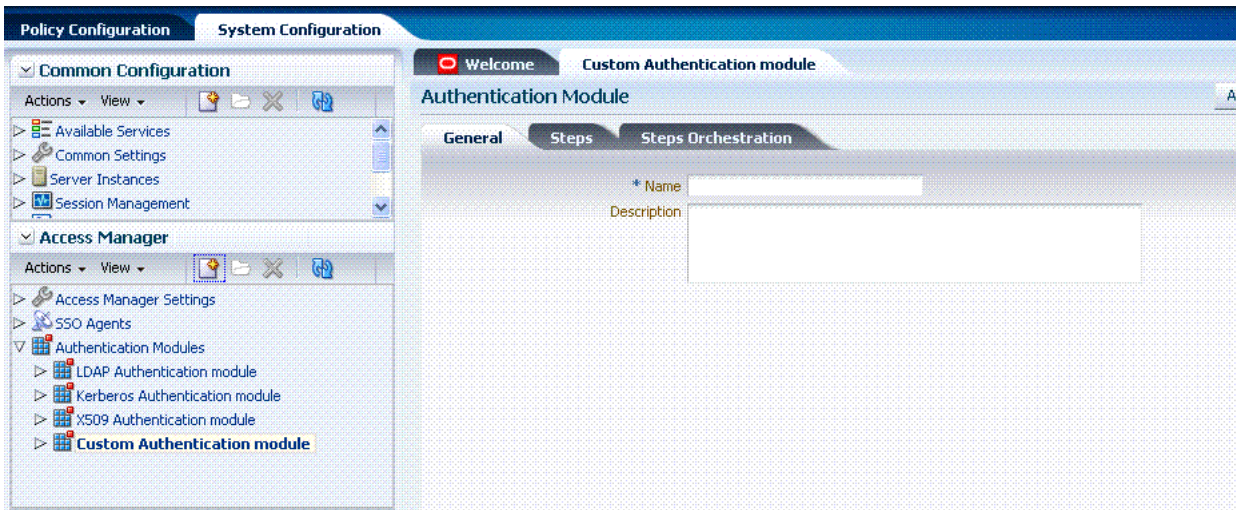 Policy Configuration System Configuration
Common Configuration
Actions View
Available Services
Common Settings
Server Instances
Session Management
Access Manager
Actions View
Access Manager Settings
SSO Agents
Authentication Modules
LDAP Authentication module
Kerberos Authentication module
X509 Authentication module
Custom Authentication module
Welcome Custom Authentication module
Authentication Module
A
General Steps Steps Orchestration
* Name
Description